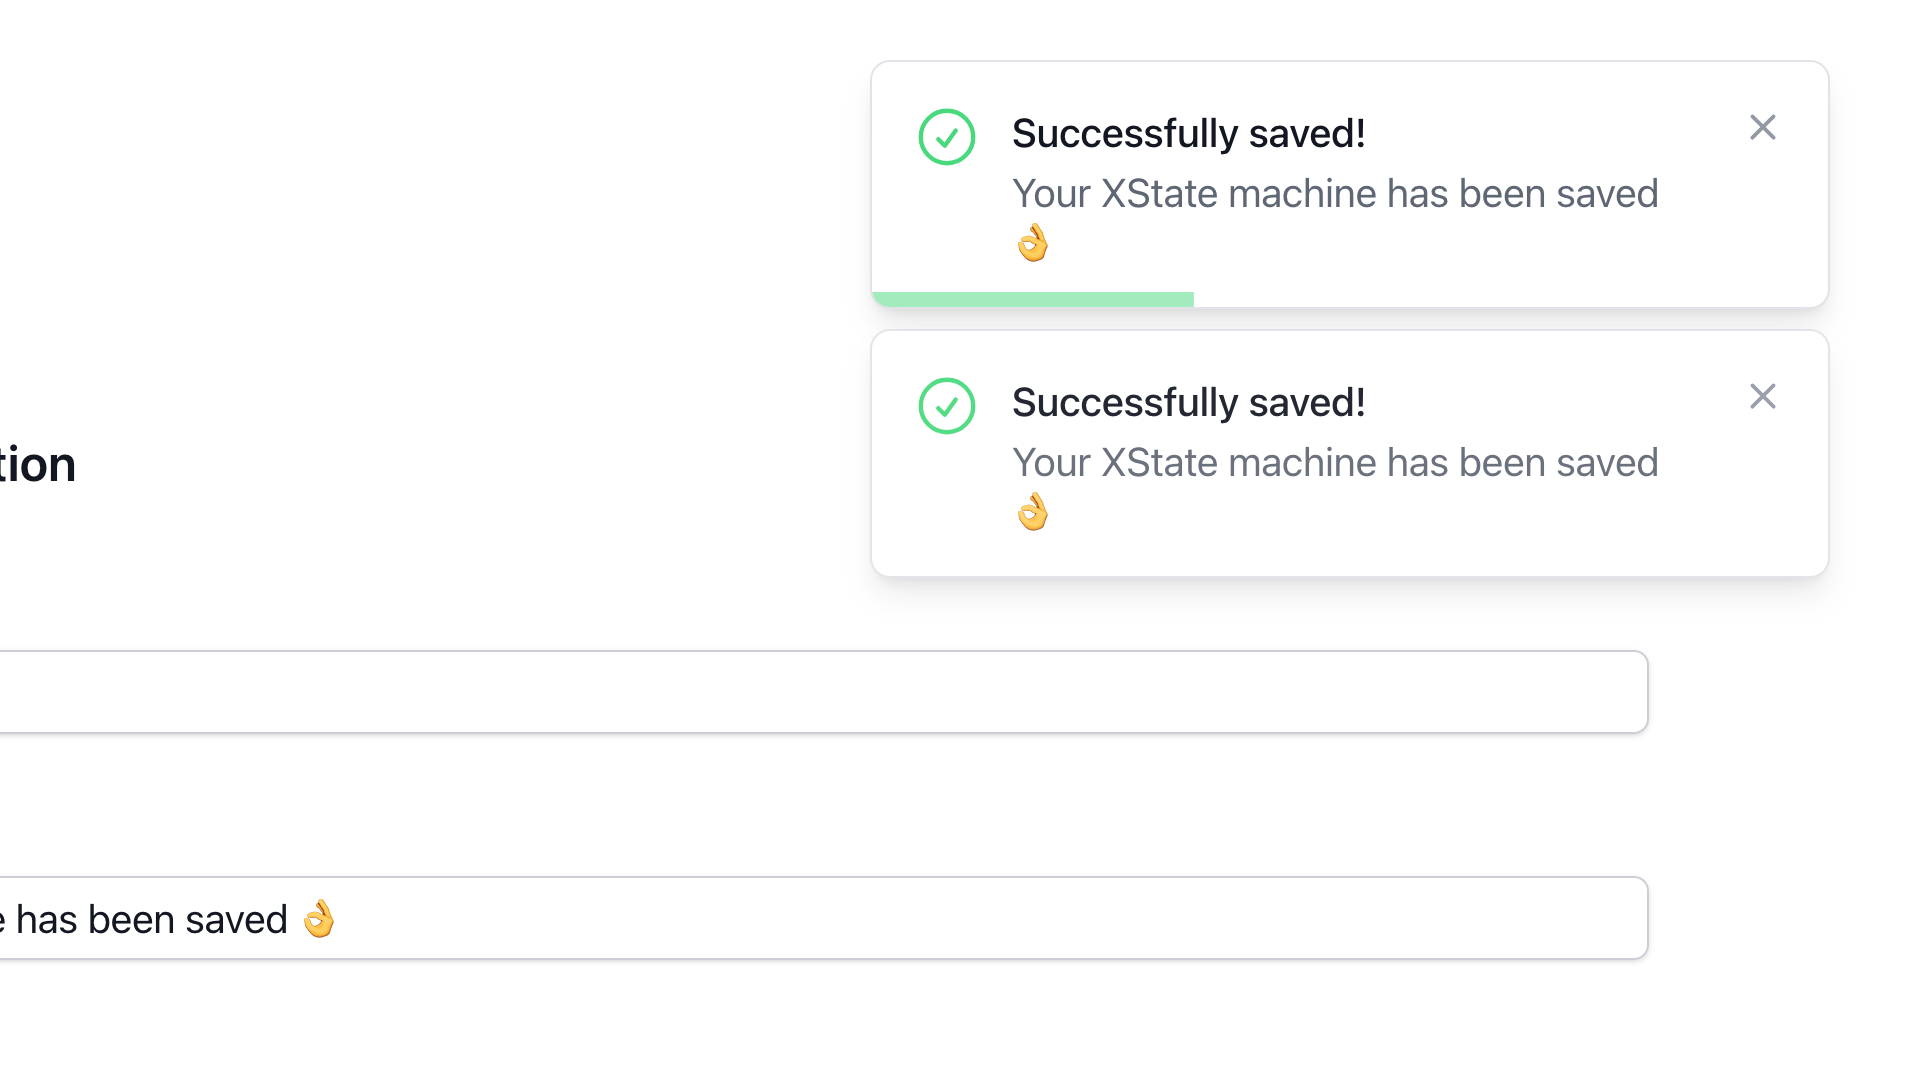 Successfully saved!
Your XState machine has been saved
👌
Successfully saved!
Your XState machine has been saved
👌
tion
e has been saved 👌